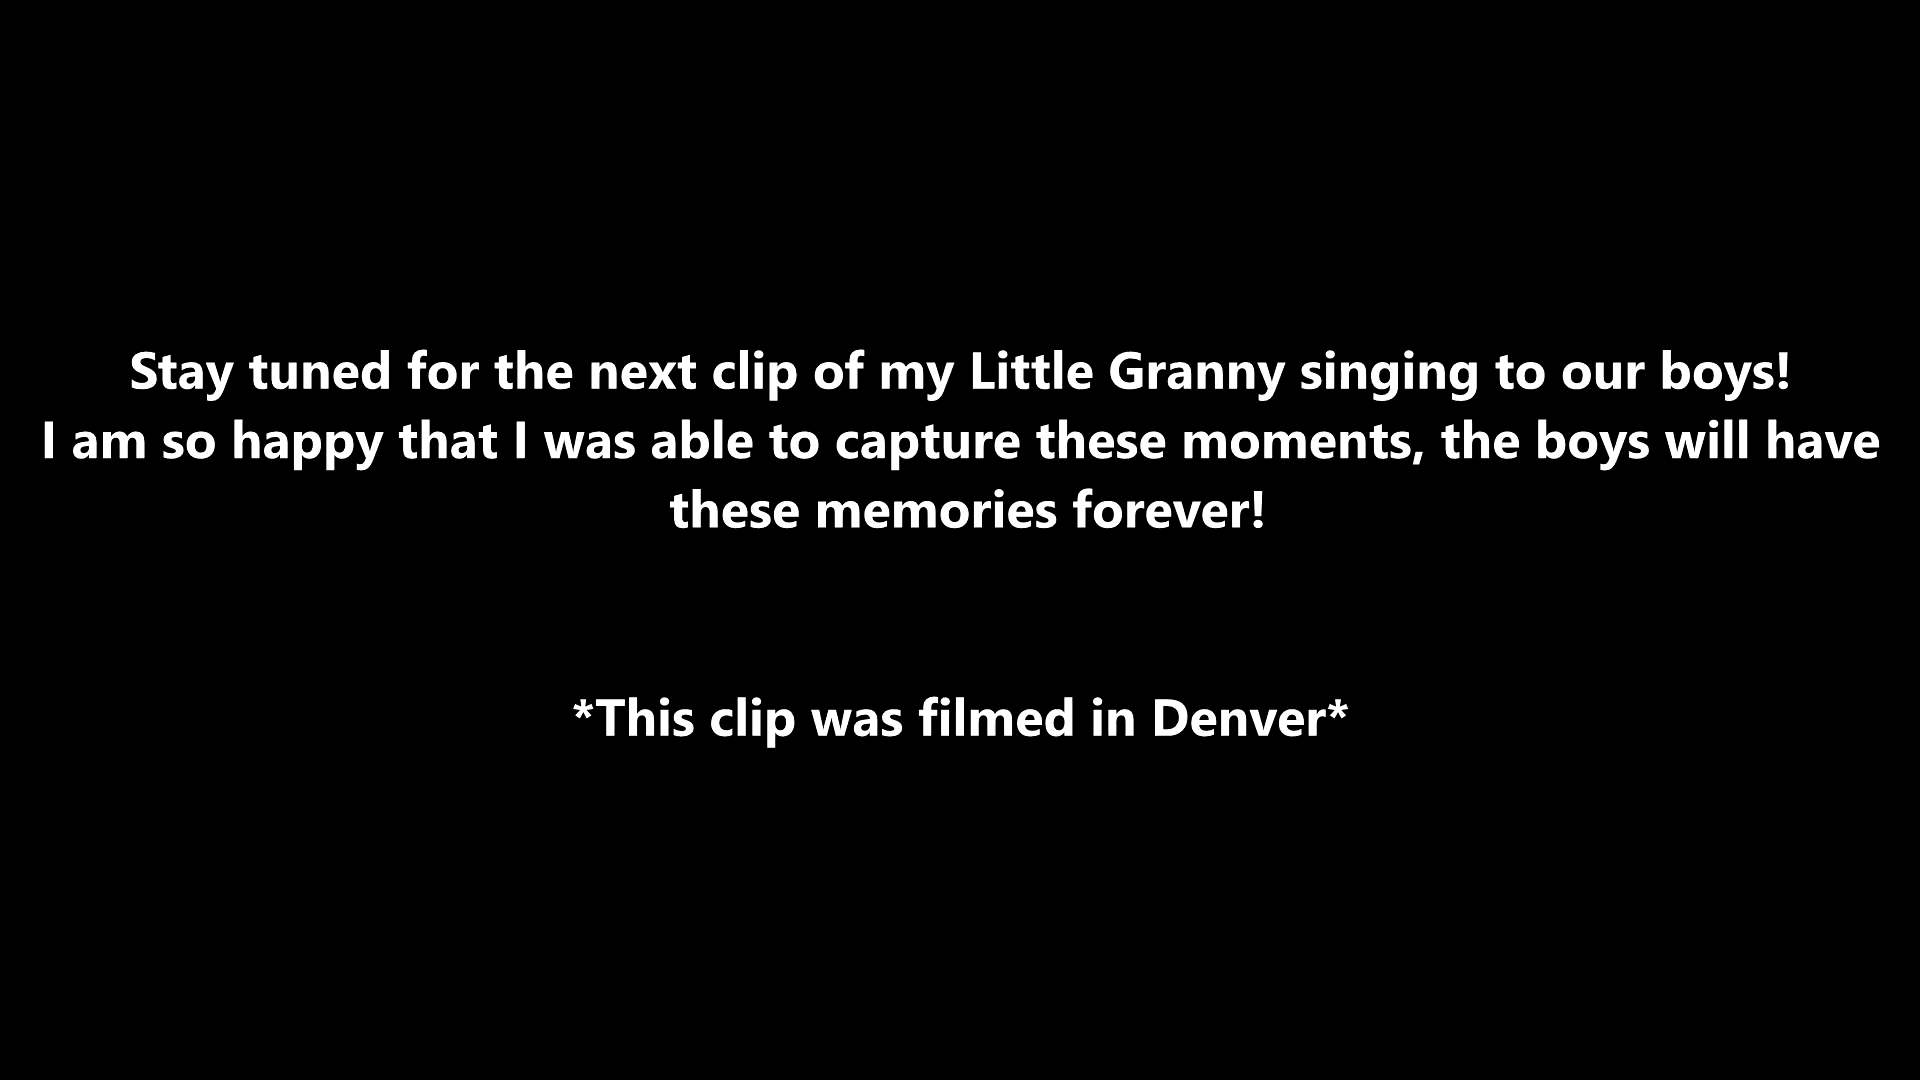 Stay tuned for the next clip of my Little Granny singing to our boys!
I am so happy that I was able to capture these moments, the boys will have
these memories forever!
*This clip was filmed in Denver*